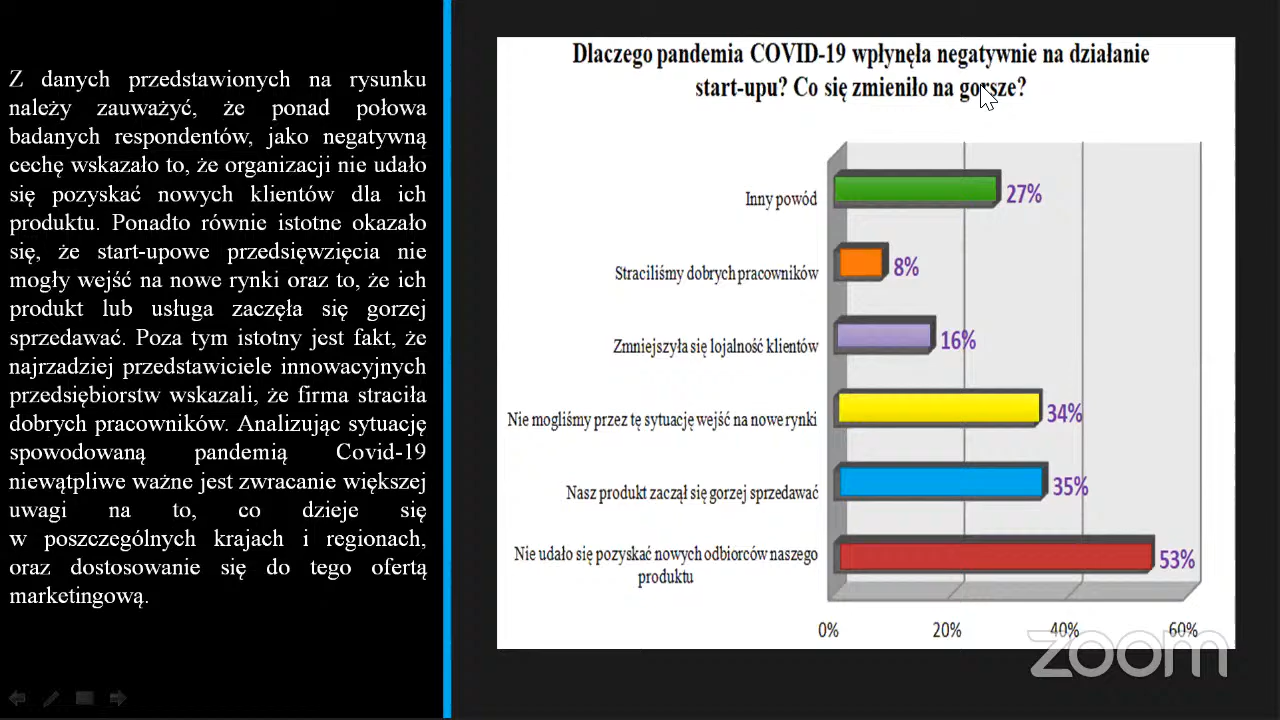 Z danych przedstawionych na rysunku
należy zauważyć, że ponad połowa
badanych respondentów, jako negatywną
cechę wskazało to, że organizacji nie udało
się pozyskać nowych klientów dla ich
produktu. Ponadto równie istotne okazało
się, że start-upowe przedsięwzięcia nie
mogły wejść na nowe rynki oraz to, że ich
produkt lub usługa zaczęła się gorzej
sprzedawać. Poza tym istotny jest fakt, że
najrzadziej przedstawiciele innowacyjnych
przedsiębiorstw wskazali, że firma straciła
dobrych pracowników. Analizując sytuację
spowodowaną pandemią Covid-19
niewątpliwe ważne jest zwracanie większej
uwagi na to, co dzieje się
w poszczególnych krajach i regionach,
oraz dostosowanie się do tego ofertą
marketingową.
Dlaczego pandemia COVID-19 wpłynęła negatywnie na działanie
start-upu? Co się zmieniło na gorsze?
Inny powód
27%
Straciliśmy dobrych pracowników
8%
Zmniejszyła się lojalność klientów
16%
Nie mogliśmy przez tę sytuację wejść na nowe rynki
34%
Nasz produkt zaczął się gorzej sprzedawać
35%
Nie udało się pozyskać nowych odbiorców naszego
produktu
53%
0% 20% 40% 60%
zoom